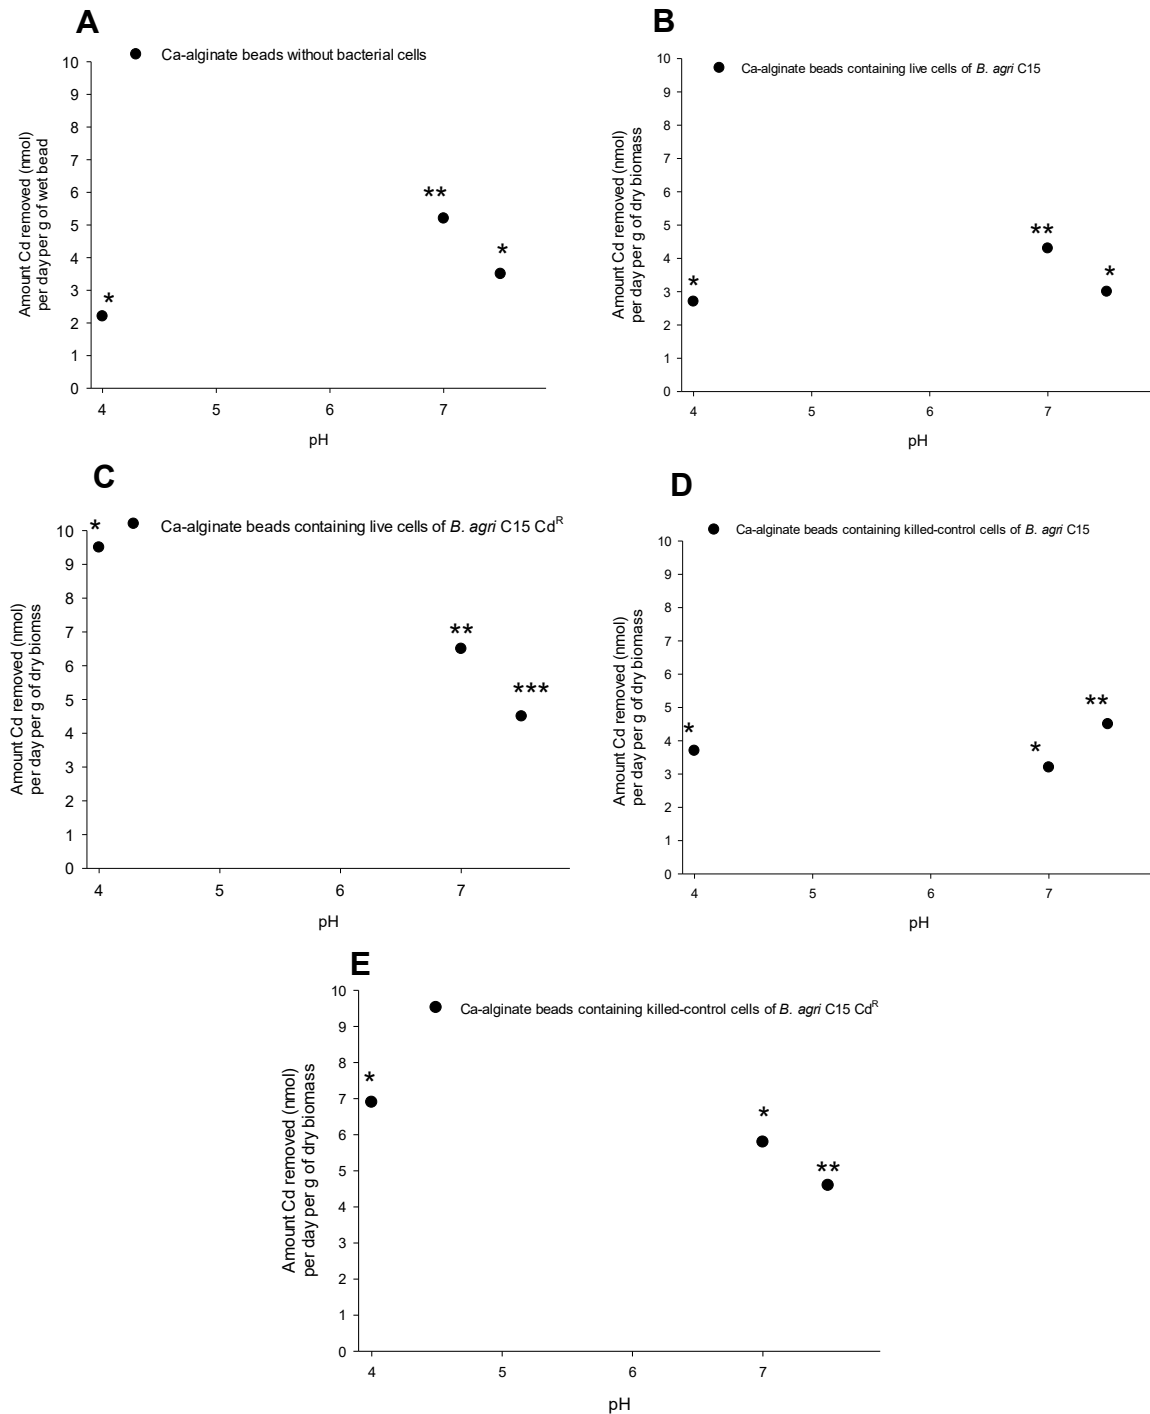 A
Ca-alginate beads without bacterial cells
10
9
8
7
6
5
4
3
2
1
0
Amount Cd removed (nmol)
per day per g of wet bead
*
**
*
4 5 6 7
pH
B
Ca-alginate beads containing live cells of B. agri C15
10
9
8
7
6
5
4
3
2
1
0
Amount Cd removed (nmol)
per day per g of dry biomass
*
**
*
4 5 6 7
pH
C
Ca-alginate beads containing live cells of B. agri C15 Cd^R
10
9
8
7
6
5
4
3
2
1
0
Amount Cd removed (nmol)
per day per g of dry biomss
*
**
***
4 5 6 7
pH
D
Ca-alginate beads containing killed-control cells of B. agri C15
10
9
8
7
6
5
4
3
2
1
0
Amount Cd removed (nmol)
per day per g of dry biomass
*
*
**
4 5 6 7
pH
E
Ca-alginate beads containing killed-control cells of B. agri C15 Cd^R
10
9
8
7
6
5
4
3
2
1
0
Amount Cd removed (nmol)
per day per g of dry biomass
*
*
**
4 5 6 7
pH